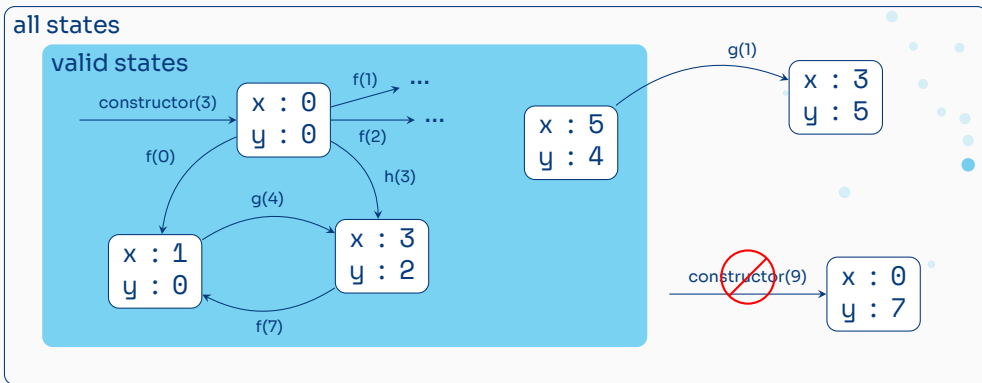 all states
valid states
constructor(3)
x : 0
y : 0
f(1)
...
f(2)
...
f(0)
h(3)
g(4)
x : 1
y : 0
x : 3
y : 2
f(7)
x : 5
y : 4
g(1)
x : 3
y : 5
constructor(9)
x : 0
y : 7